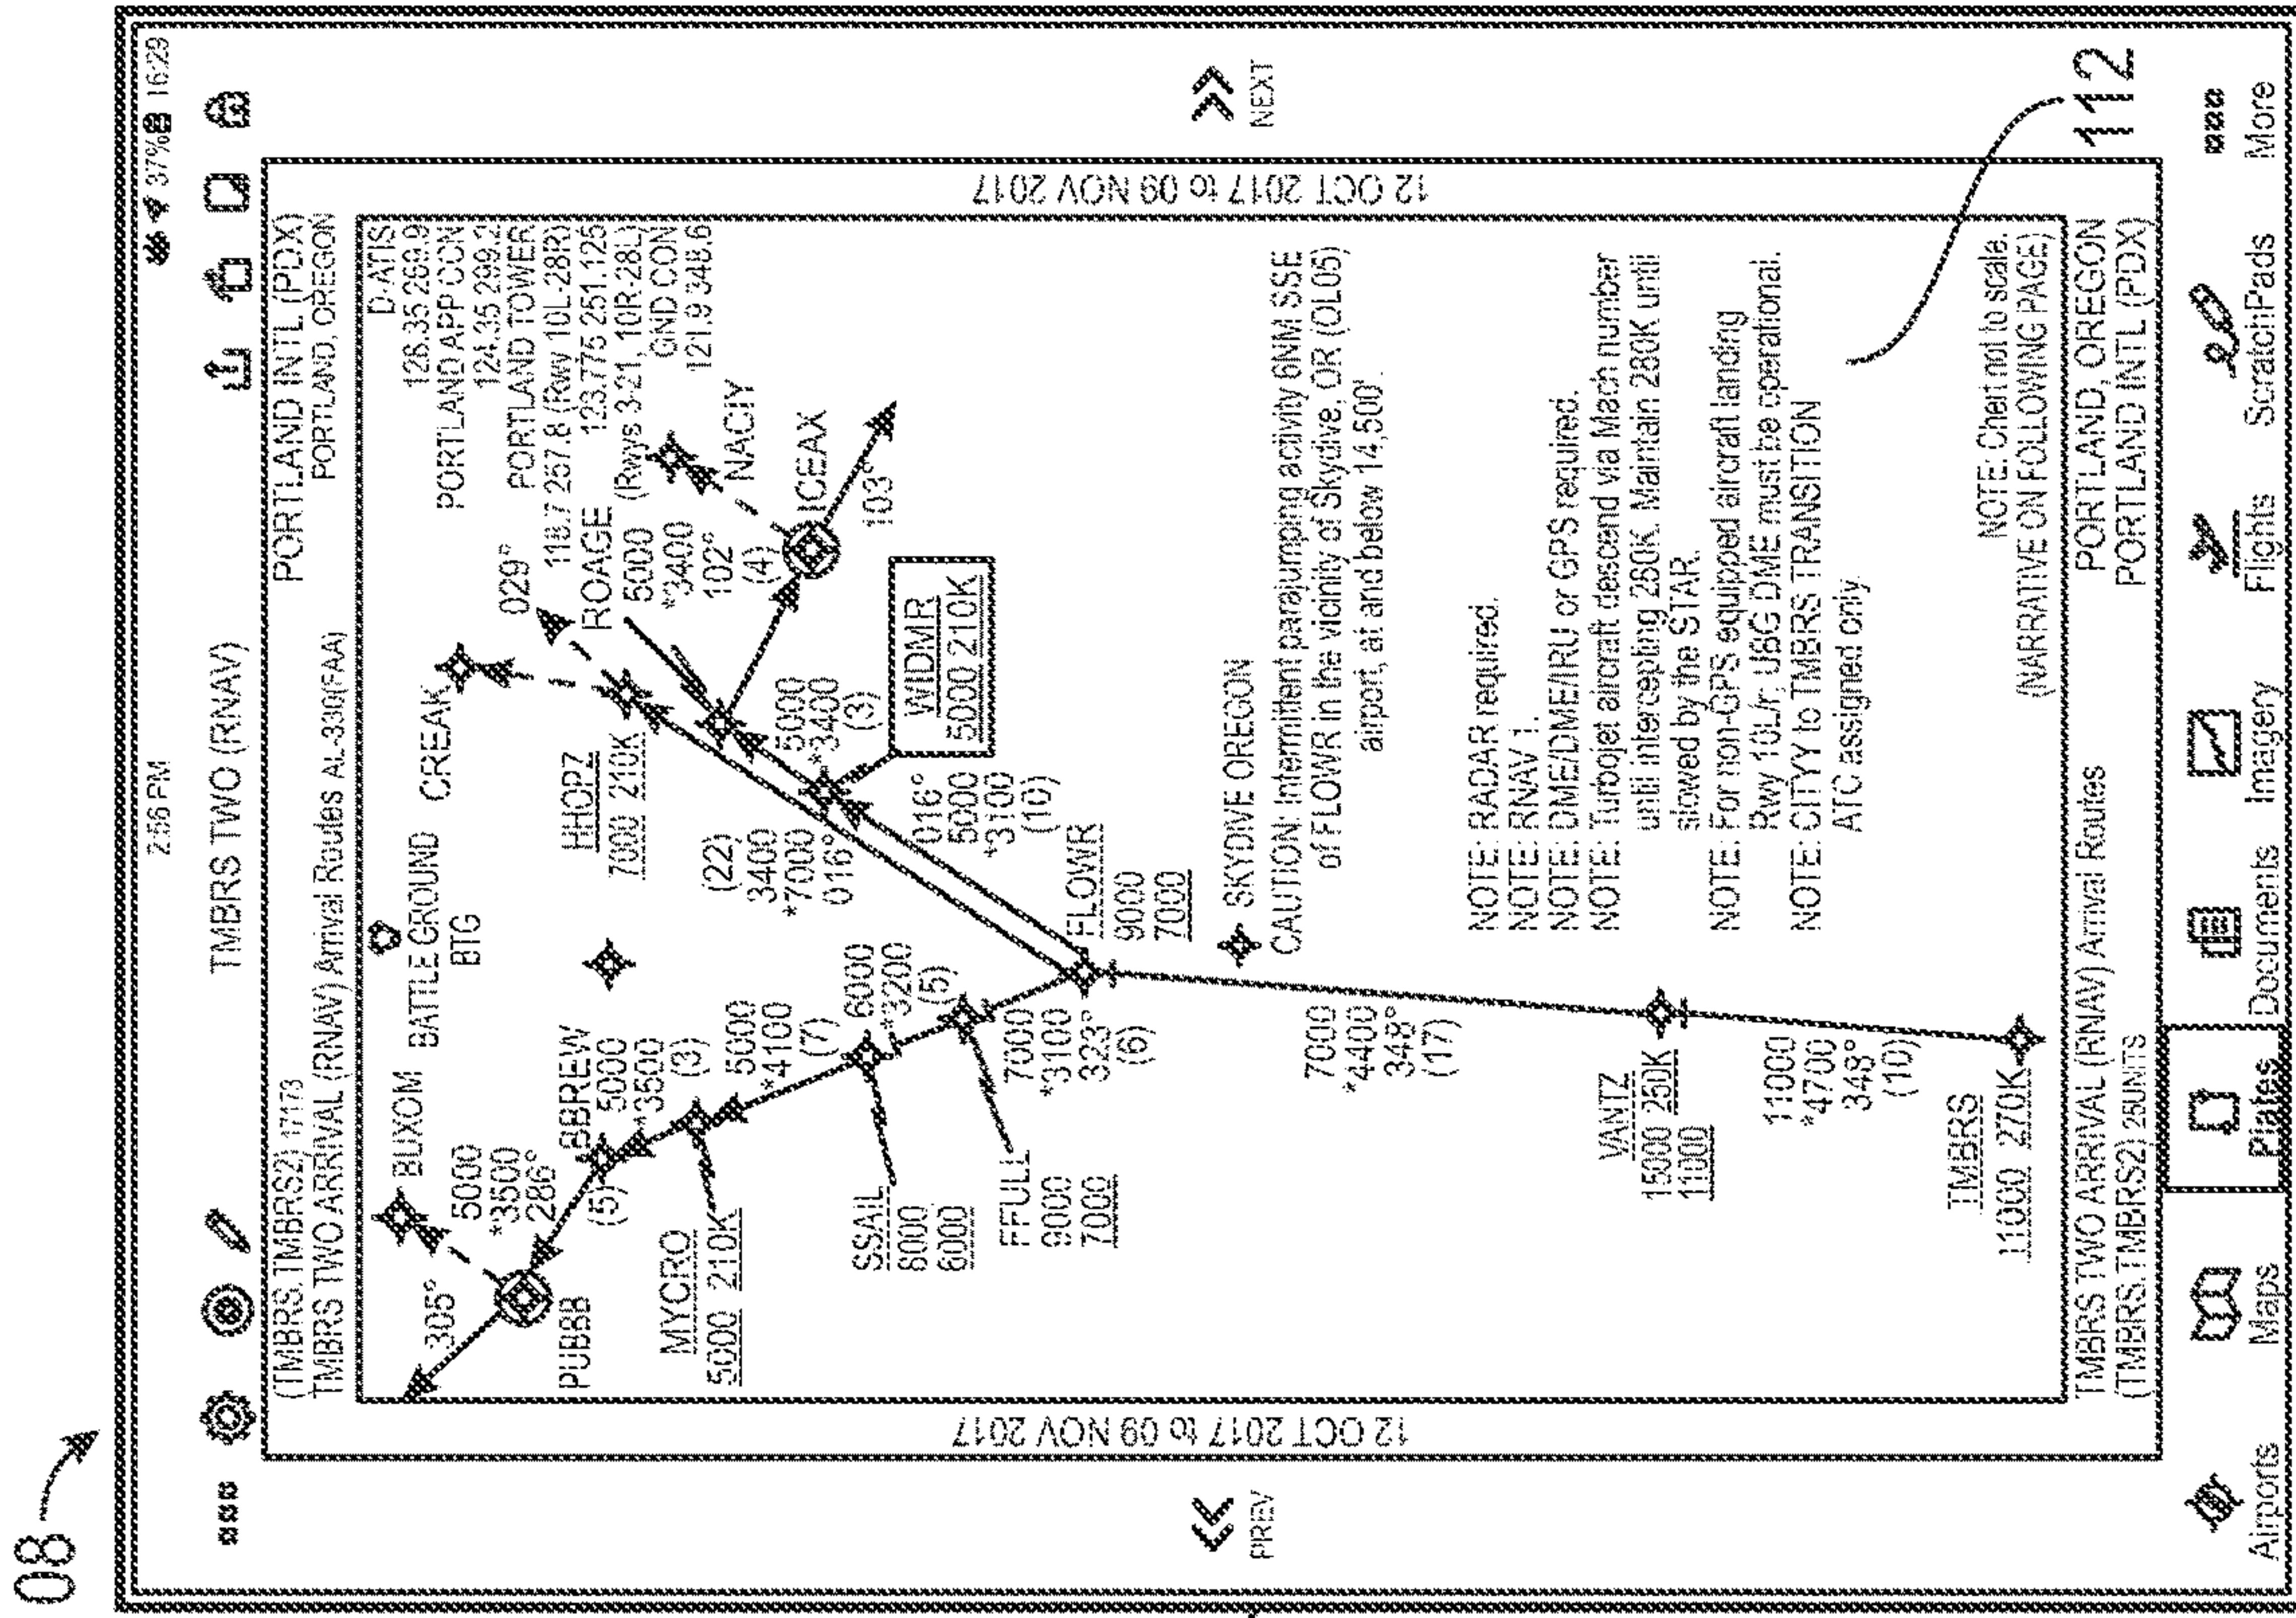 08
2:56 PM
37% 16:29
TMBRS TWO (RNAV)
(TMBRS.TMBRS2) 17173
PORTLAND INTL (PDX)
TMBRS TWO ARRIVAL (RNAV) Arrival Routes AL-330(FAA)
PORTLAND, OREGON
12 OCT 2017 to 09 NOV 2017
12 OCT 2017 to 09 NOV 2017
PREV
NEXT
D-ATIS
128.35 269.9
PORTLAND APP CON
124.35 299.2
PORTLAND TOWER
118.7 257.8 (Rwy 10L-28R)
123.775 251.125
(Rwys 3-21, 10R-28L)
GND CON
121.9 348.6
305°
BUXOM
BATTLE GROUND
BTG
CREAK
029°
5000
*3500
286°
(5)
PUBBB
BBREW
5000
*3500
(3)
HHOPZ
7000 210K
ROAGE
5000
*3400
102°
(4)
NACIY
ICEAX
103°
MYCRO
5000 210K
5000
*4100
(7)
(22)
3400
*7000
016°
5000
*3400
(3)
WIDMR
5000 210K
SSAIL
8000
6000
6000
*3200
(5)
016°
5000
*3100
(10)
FFULL
9000
7000
7000
*3100
323°
(6)
FLOWR
9000
7000
SKYDIVE OREGON
CAUTION: Intermittent parajumping activity 6NM SSE
of FLOWR in the vicinity of Skydive, OR (OL05)
airport, at and below 14,500'.
7000
*4400
348°
(17)
VANTZ
15000 250K
11000
11000
*4700
348°
(10)
TMBRS
11000 270K
NOTE: RADAR required.
NOTE: RNAV 1.
NOTE: DME/DME/IRU or GPS required.
NOTE: Turbojet aircraft descend via Mach number
until intercepting 280K. Maintain 280K until
slowed by the STAR.
NOTE: For non-GPS equipped aircraft landing
Rwy 10L/r: UBG DME must be operational.
NOTE: CITYY to TMBRS TRANSITION
ATC assigned only.
NOTE: Chert not to scale.
(NARRATIVE ON FOLLOWING PAGE)
112
TMBRS TWO ARRIVAL (RNAV) Arrival Routes
PORTLAND, OREGON
(TMBRS.TMBRS2) 26UNITS
PORTLAND INTL (PDX)
Airports
Maps
Plates
Documents
Imagery
Flights
ScratchPads
More